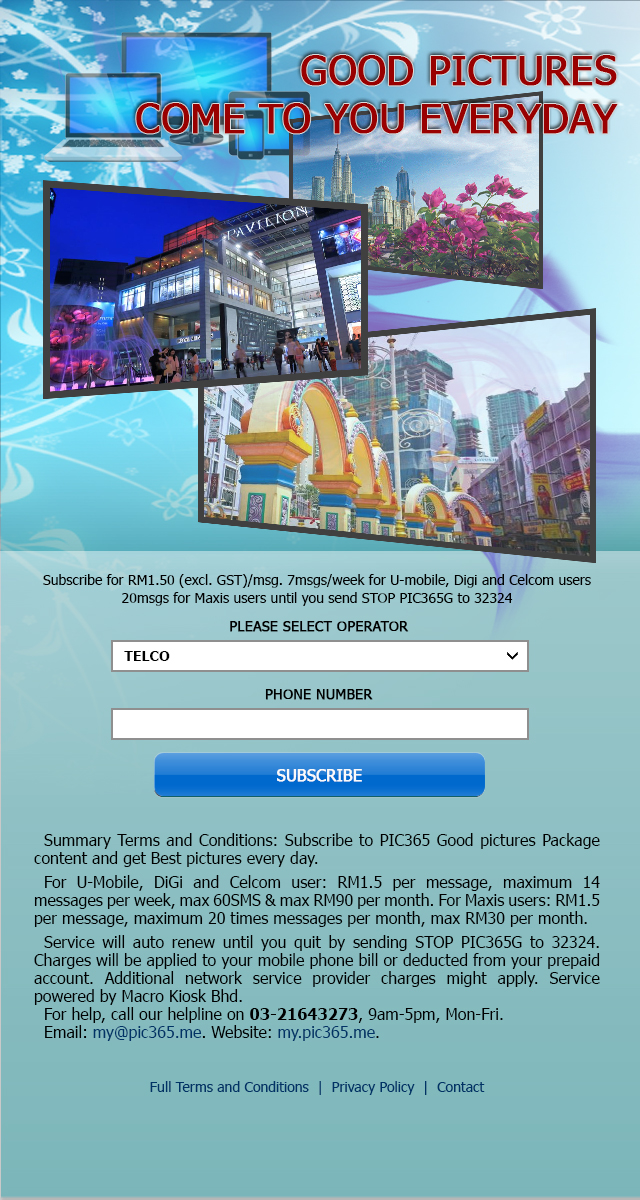 GOOD PICTURES
COME TO YOU EVERYDAY
PAVILION
Subscribe for RM1.50 (excl. GST)/msg. 7msgs/week for U-mobile, Digi and Celcom users
20msgs for Maxis users until you send STOP PIC365G to 32324
PLEASE SELECT OPERATOR
TELCO
PHONE NUMBER
SUBSCRIBE
Summary Terms and Conditions: Subscribe to PIC365 Good pictures Package
content and get Best pictures every day.
For U-Mobile, DiGi and Celcom user: RM1.5 per message, maximum 14
messages per week, max 60SMS & max RM90 per month. For Maxis users: RM1.5
per message, maximum 20 times messages per month, max RM30 per month.
Service will auto renew until you quit by sending STOP PIC365G to 32324.
Charges will be applied to your mobile phone bill or deducted from your prepaid
account. Additional network service provider charges might apply. Service
powered by Macro Kiosk Bhd.
For help, call our helpline on 03-21643273, 9am-5pm, Mon-Fri.
Email: my@pic365.me. Website: my.pic365.me.
Full Terms and Conditions | Privacy Policy | Contact